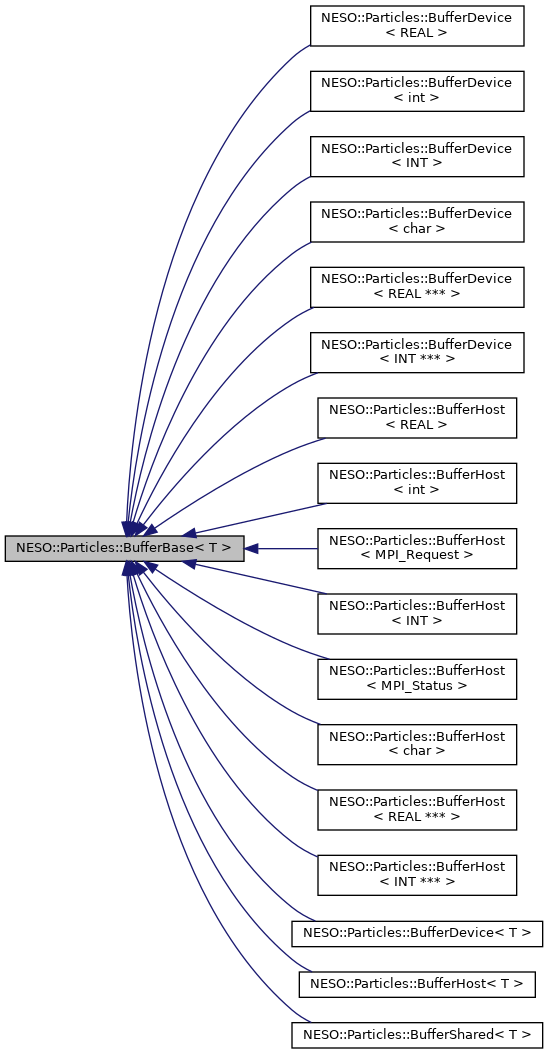 NESO::Particles::BufferDevice
< REAL >
NESO::Particles::BufferDevice
< int >
NESO::Particles::BufferDevice
< INT >
NESO::Particles::BufferDevice
< char >
NESO::Particles::BufferDevice
< REAL *** >
NESO::Particles::BufferDevice
< INT *** >
NESO::Particles::BufferHost
< REAL >
NESO::Particles::BufferHost
< int >
NESO::Particles::BufferBase< T >
NESO::Particles::BufferHost
< MPI_Request >
NESO::Particles::BufferHost
< INT >
NESO::Particles::BufferHost
< MPI_Status >
NESO::Particles::BufferHost
< char >
NESO::Particles::BufferHost
< REAL *** >
NESO::Particles::BufferHost
< INT *** >
NESO::Particles::BufferDevice< T >
NESO::Particles::BufferHost< T >
NESO::Particles::BufferShared< T >